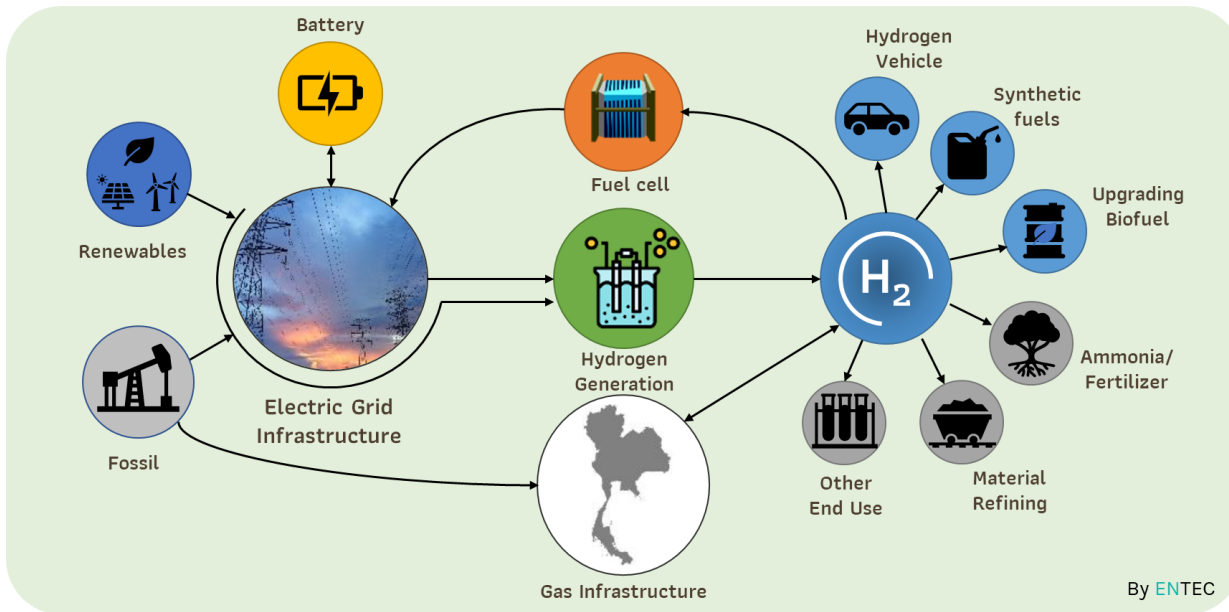 Battery
Hydrogen
Vehicle
Synthetic
fuels
Renewables
Fuel cell
Upgrading
Biofuel
H2
Fossil
Electric Grid
Infrastructure
Hydrogen
Generation
Ammonia/
Fertilizer
Other
End Use
Material
Refining
Gas Infrastructure
By ENTEC